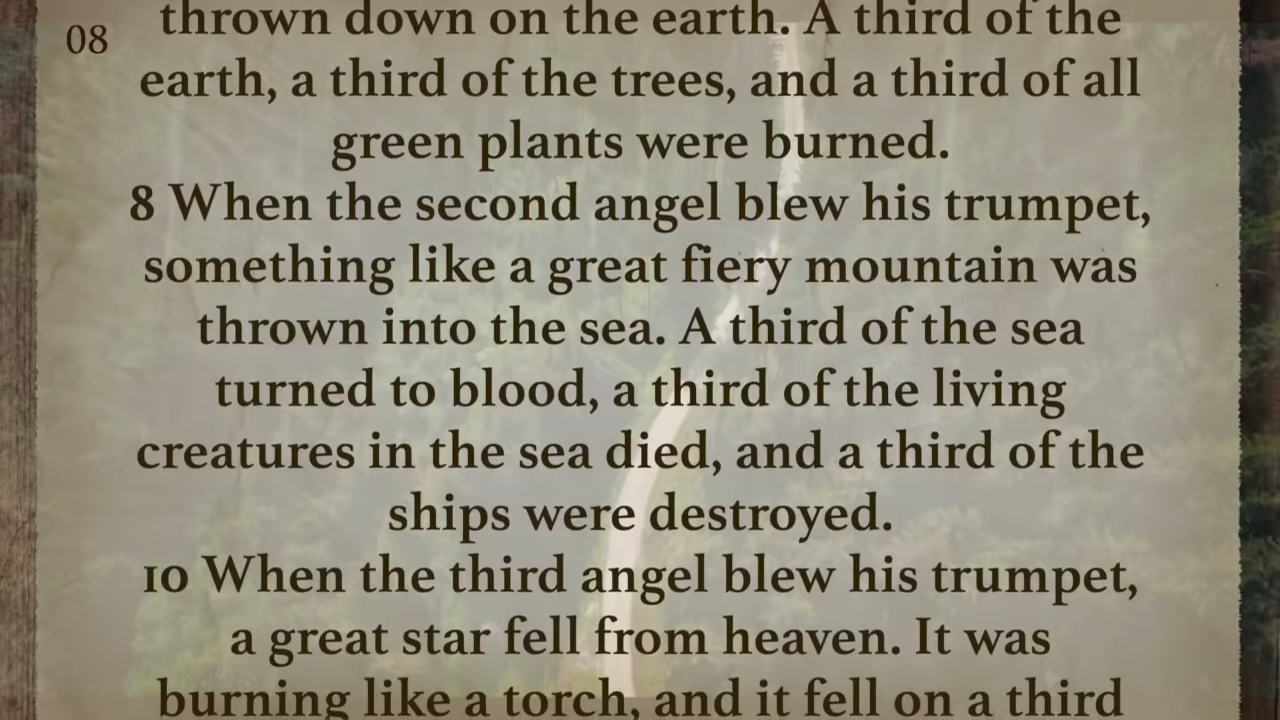 08
thrown down on the earth. A third of the
earth, a third of the trees, and a third of all
green plants were burned.
8 When the second angel blew his trumpet,
something like a great fiery mountain was
thrown into the sea. A third of the sea
turned to blood, a third of the living
creatures in the sea died, and a third of the
ships were destroyed.
10 When the third angel blew his trumpet,
a great star fell from heaven. It was
burning like a torch, and it fell on a third